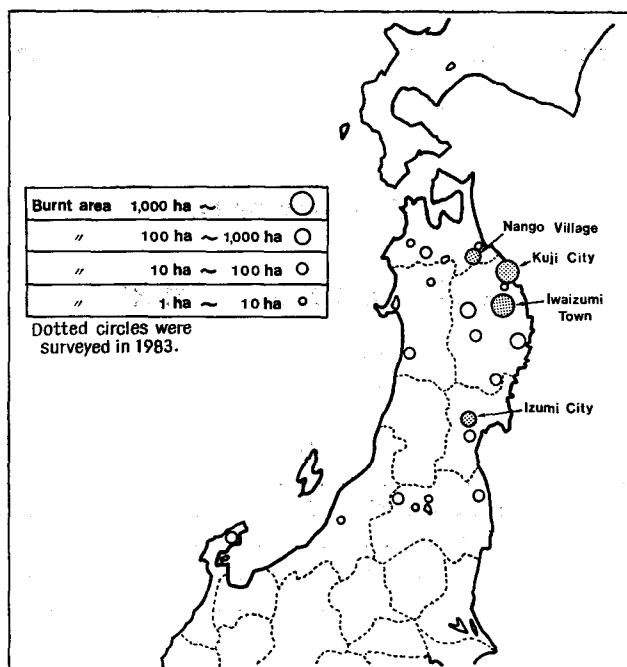 Burnt area 1,000 ha ~
〃 100 ha ~ 1,000 ha
〃 10 ha ~ 100 ha
〃 1 ha ~ 10 ha
Dotted circles were
surveyed in 1983.
Nango Village
Kuji City
Iwaizumi
Town
Izumi City